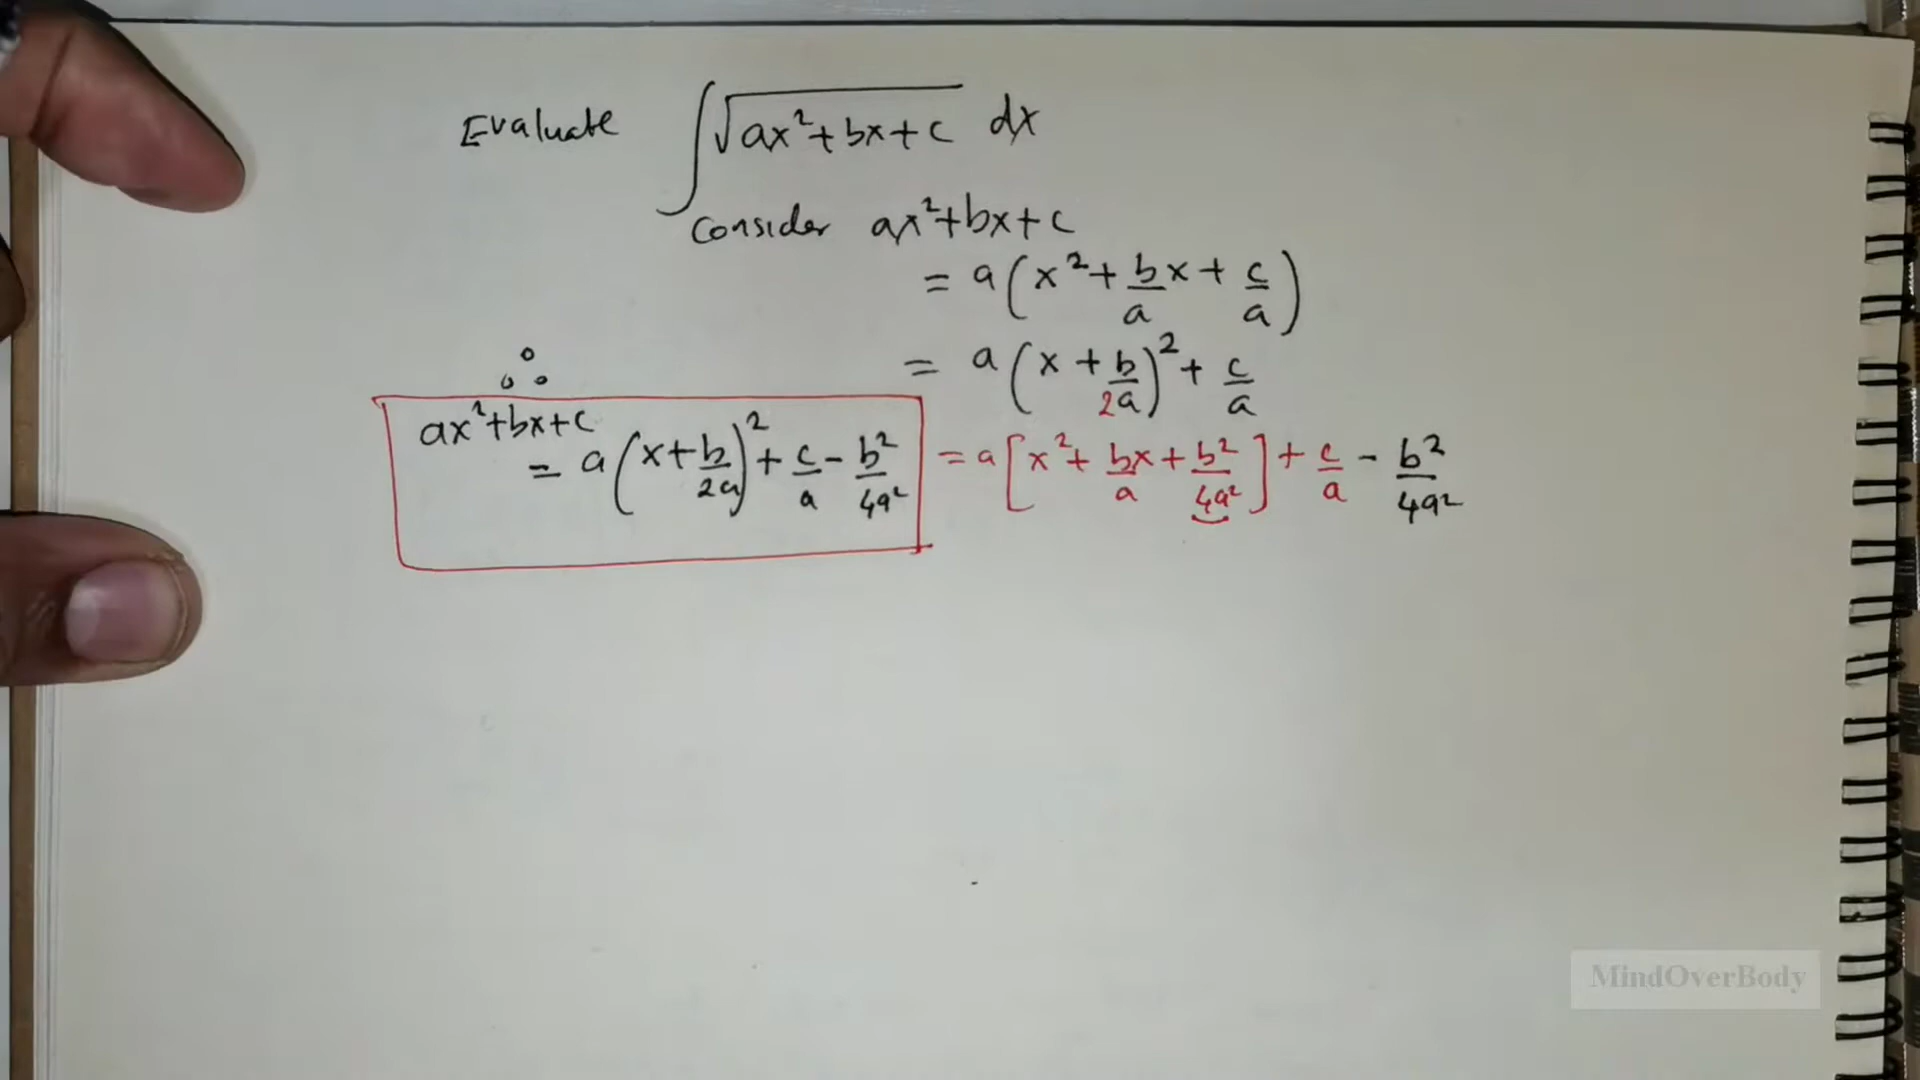 Evaluate ∫√(ax²+bx+c) dx
Consider ax²+bx+c
= a(x²+b/a x+c/a)
= a(x+b/2a)²+c/a
∴
ax²+bx+c
= a(x+b/2a)²+c/a-b²/4a²
= a[x²+bx/a+b²/4a²]+c/a-b²/4a²
MindOverBody